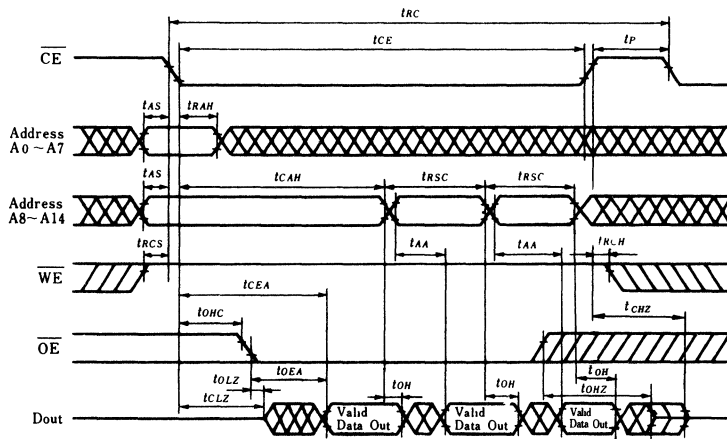 tRC
tCE
tP
CE
tAS
tRAH
Address
A0~A7
tAS
tCAH
tRSC
tRSC
Address
A8~A14
tRCS
tAA
tAA
tRCH
WE
tCEA
tCHZ
tOHC
OE
tOEA
tOLZ
tOH
tOH
tOH
tOHZ
tCLZ
Dout
Valid
Data Out
Valid
Data Out
Valid
Data Out